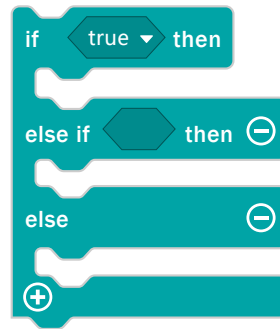 if true then
else if then
else